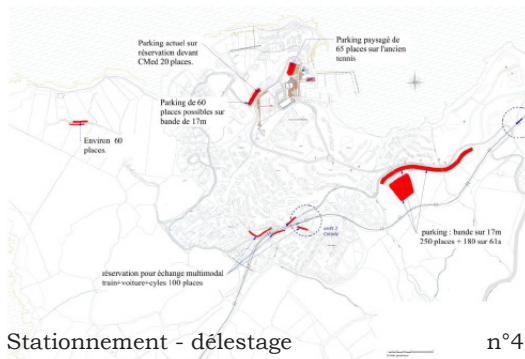 Parking actuel sur
réservation devant
CMed 20 places.
Parking paysagé de
65 places sur l'ancien
tennis
Parking de 60
places possibles sur
bande de 17m
Environ 60
places.
parking : bande sur 17m
250 places + 180 sur 61a
réservation pour échange multimodal
train+voiture+cyles 100 places
Stationnement - délestage
n°4